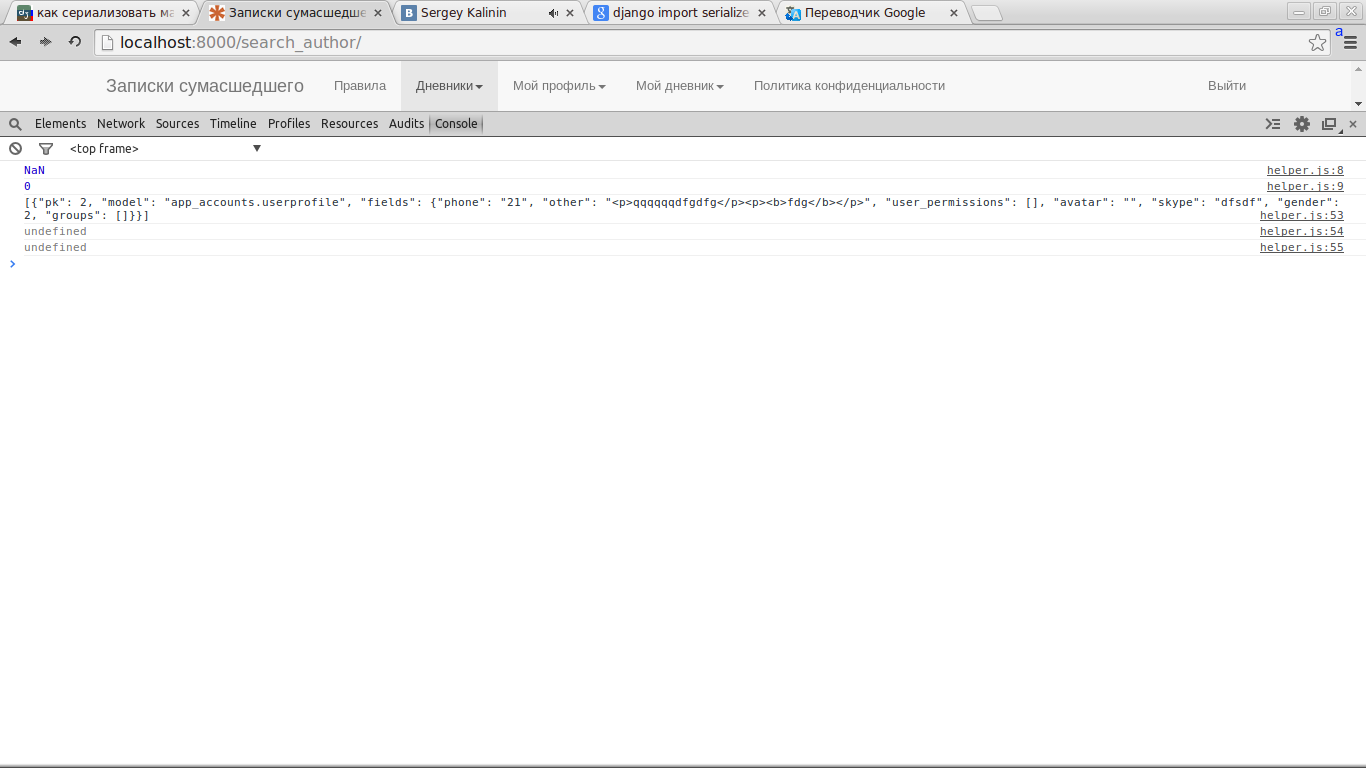 как сериализовать ма
Записки сумасшедше
Sergey Kalinin
django import serialize
Переводчик Google
localhost:8000/search_author/
a
Записки сумасшедшего Правила Дневники Мой профиль Мой дневник Политика конфиденциальности Выйти
Elements Network Sources Timeline Profiles Resources Audits Console
<top frame>
NaN helper.js:8
0 helper.js:9
[{"pk": 2, "model": "app_accounts.userprofile", "fields": {"phone": "21", "other": "<p>qqqqqqdfgdfg</p><p><b>fdg</b></p>", "user_permissions": [], "avatar": "", "skype": "dfsdf", "gender":
2, "groups": []}}] helper.js:53
undefined helper.js:54
undefined helper.js:55